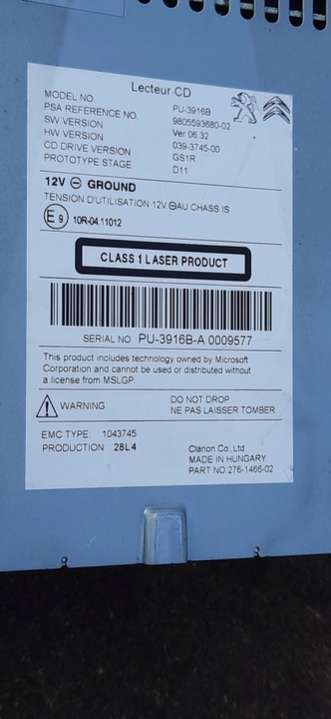 Lecteur CD
MODEL NO. PU-3916B
PSA REFERENCE NO. 9805593680-02
SW VERSION Ver 06.32
HW VERSION 039-3745-00
CD DRIVE VERSION GS1R
PROTOTYPE STAGE D11
12V ⊖ GROUND
TENSION D'UTILISATION 12V ⊖AU CHASSIS
E9 10R-04.11012
CLASS 1 LASER PRODUCT
SERIAL NO PU-3916B-A 0009577
This product includes technology owned by Microsoft
Corporation and cannot be used or distributed without
a license from MSLGP
WARNING
DO NOT DROP
NE PAS LAISSER TOMBER
EMC TYPE: 1043745
PRODUCTION 28L4
Clarion Co., Ltd
MADE IN HUNGARY
PART NO 276-1466-02